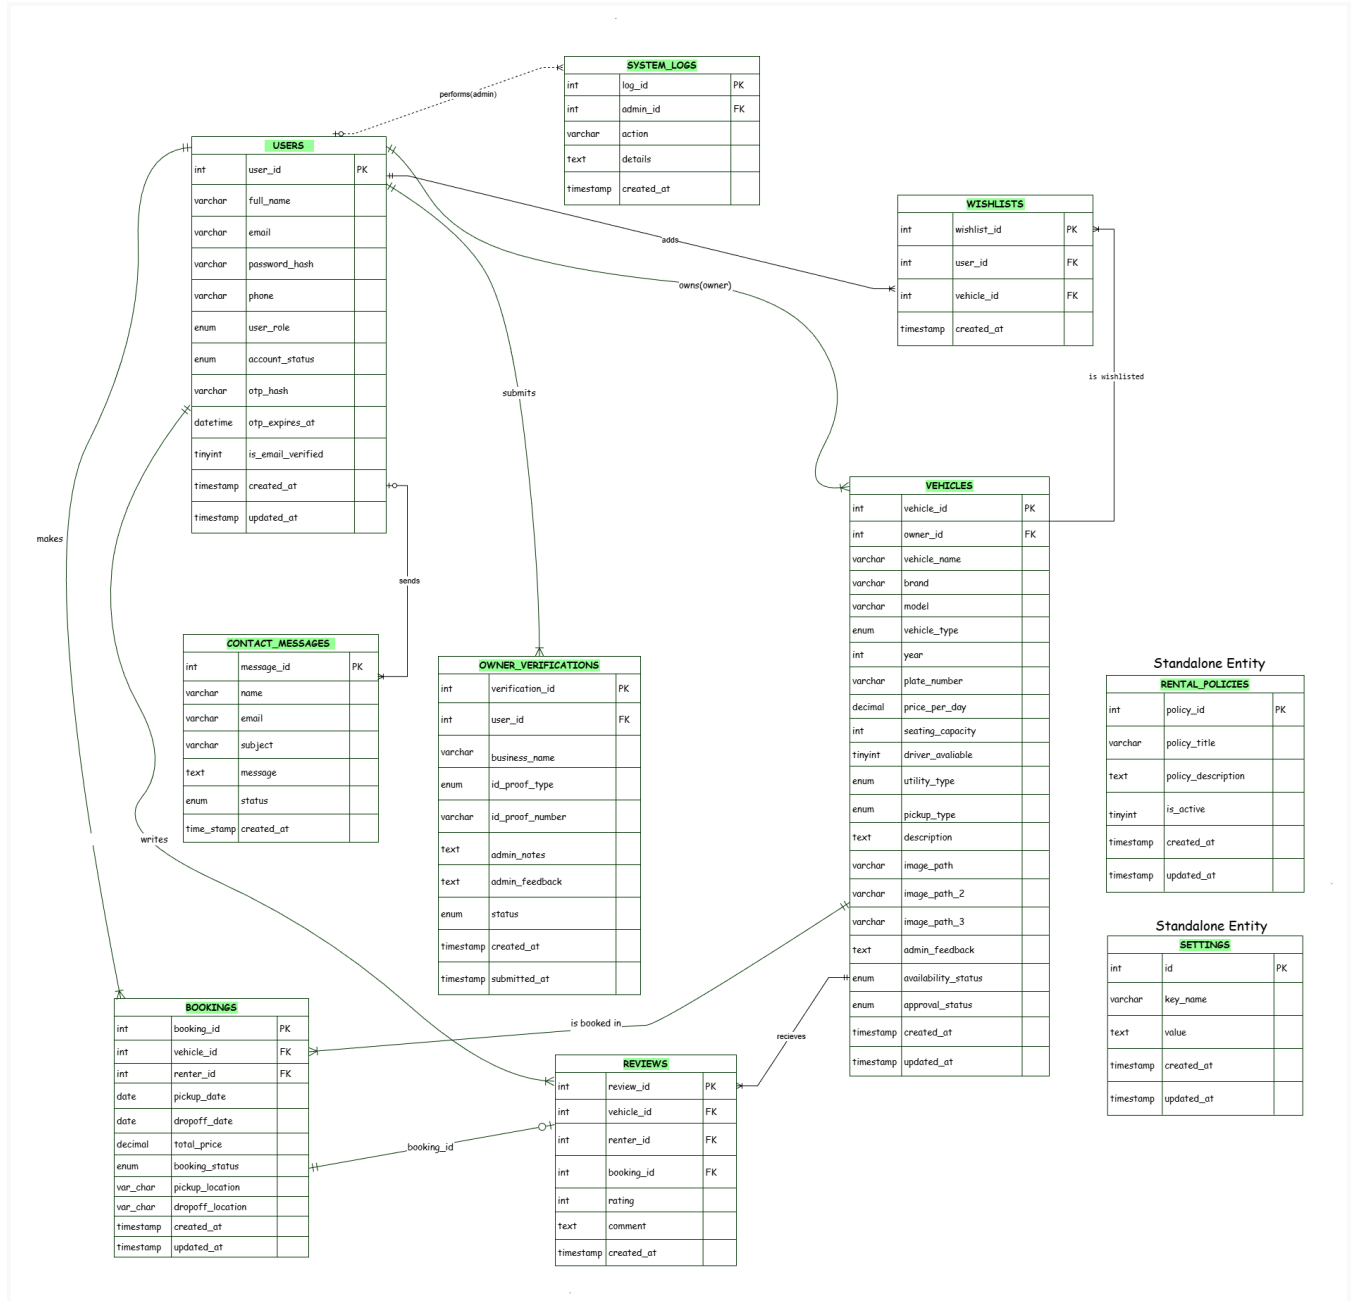 SYSTEM_LOGS
int log_id PK
int admin_id FK
varchar action
text details
timestamp created_at
performs(admin)
USERS
int user_id PK
varchar full_name
varchar email
varchar password_hash
varchar phone
enum user_role
enum account_status
varchar otp_hash
datetime otp_expires_at
tinyint is_email_verified
timestamp created_at
timestamp updated_at
adds
owns(owner)
submits
makes
sends
writes
WISHLISTS
int wishlist_id PK
int user_id FK
int vehicle_id FK
timestamp created_at
is wishlisted
VEHICLES
int vehicle_id PK
int owner_id FK
varchar vehicle_name
varchar brand
varchar model
enum vehicle_type
int year
varchar plate_number
decimal price_per_day
int seating_capacity
tinyint driver_avaliable
enum utility_type
enum pickup_type
text description
varchar image_path
varchar image_path_2
varchar image_path_3
text admin_feedback
enum availability_status
enum approval_status
timestamp created_at
timestamp updated_at
CONTACT_MESSAGES
int message_id PK
varchar name
varchar email
varchar subject
text message
enum status
time_stamp created_at
OWNER_VERIFICATIONS
int verification_id PK
int user_id FK
varchar business_name
enum id_proof_type
varchar id_proof_number
text admin_notes
text admin_feedback
enum status
timestamp created_at
timestamp submitted_at
Standalone Entity
RENTAL_POLICIES
int policy_id PK
varchar policy_title
text policy_description
tinyint is_active
timestamp created_at
timestamp updated_at
Standalone Entity
SETTINGS
int id PK
varchar key_name
text value
timestamp created_at
timestamp updated_at
BOOKINGS
int booking_id PK
int vehicle_id FK
int renter_id FK
date pickup_date
date dropoff_date
decimal total_price
enum booking_status
var_char pickup_location
var_char dropoff_location
timestamp created_at
timestamp updated_at
is booked in
recieves
booking_id
REVIEWS
int review_id PK
int vehicle_id FK
int renter_id FK
int booking_id FK
int rating
text comment
timestamp created_at